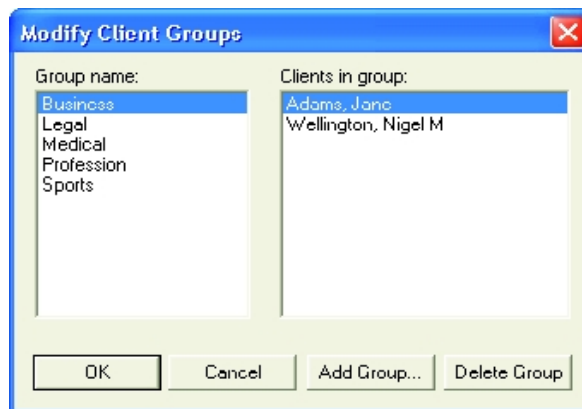 Modify Client Groups
Group name:
Business
Legal
Medical
Profession
Sports
Clients in group:
Adams, Jane
Wellington, Nigel M
OK
Cancel
Add Group...
Delete Group